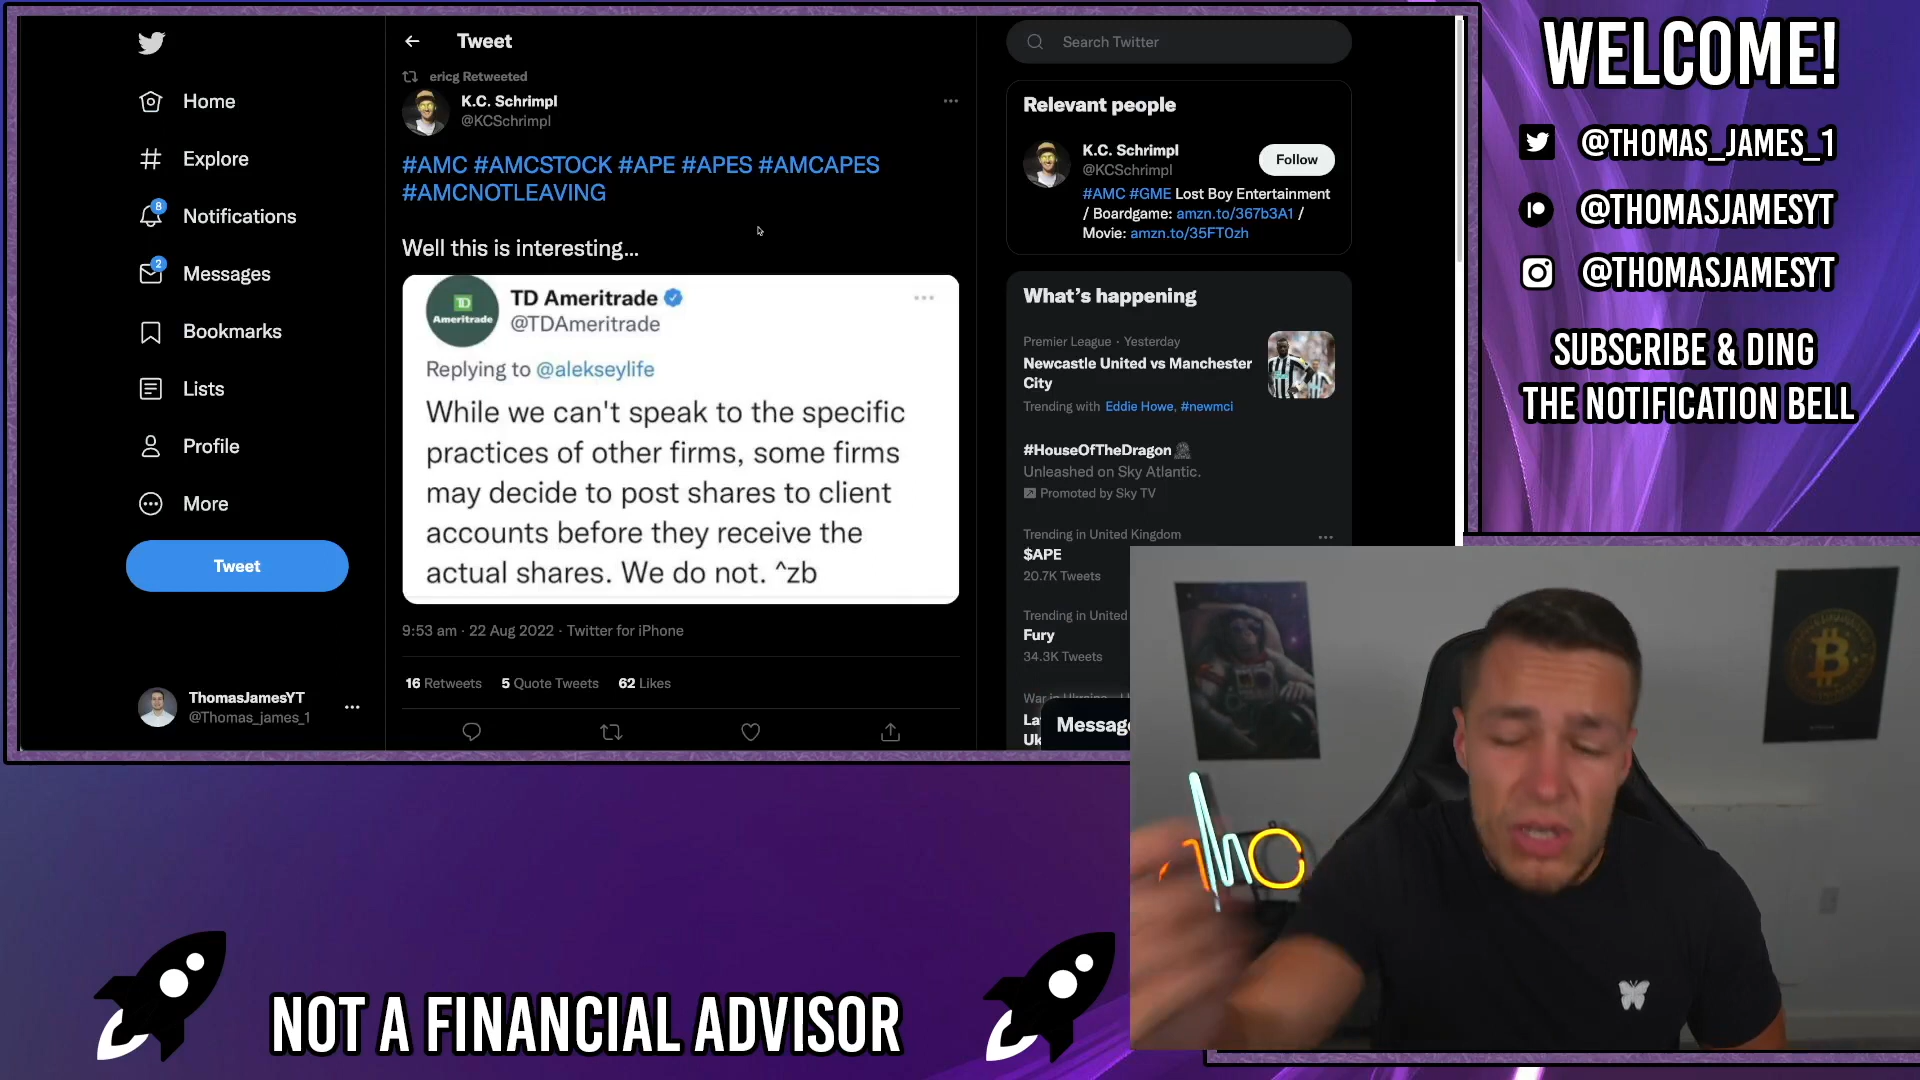 Home
Explore
8
Notifications
2
Messages
Bookmarks
Lists
Profile
More
Tweet
ThomasJamesYT
@Thomas_james_1
Tweet
ericg Retweeted
K.C. Schrimpl
@KCSchrimpl
#AMC #AMCSTOCK #APE #APES #AMCAPES
#AMCNOTLEAVING
Well this is interesting...
TD
Ameritrade
TD Ameritrade
@TDAmeritrade
Replying to @alekseylife
While we can't speak to the specific
practices of other firms, some firms
may decide to post shares to client
accounts before they receive the
actual shares. We do not. ^zb
9:53 am · 22 Aug 2022 · Twitter for iPhone
16 Retweets 5 Quote Tweets 62 Likes
Search Twitter
Relevant people
K.C. Schrimpl
@KCSchrimpl
Follow
#AMC #GME Lost Boy Entertainment
/ Boardgame: amzn.to/367b3A1 /
Movie: amzn.to/35FT0zh
What's happening
Premier League · Yesterday
Newcastle United vs Manchester
City
Trending with Eddie Howe, #newmci
#HouseOfTheDragon
Unleashed on Sky Atlantic.
Promoted by Sky TV
Trending in United Kingdom
$APE
20.7K Tweets
Trending in United
Fury
34.3K Tweets
War in Ukraine
La
Uk
Message
WELCOME!
@THOMAS_JAMES_1
@THOMASJAMESYT
@THOMASJAMESYT
SUBSCRIBE & DING
THE NOTIFICATION BELL
NOT A FINANCIAL ADVISOR